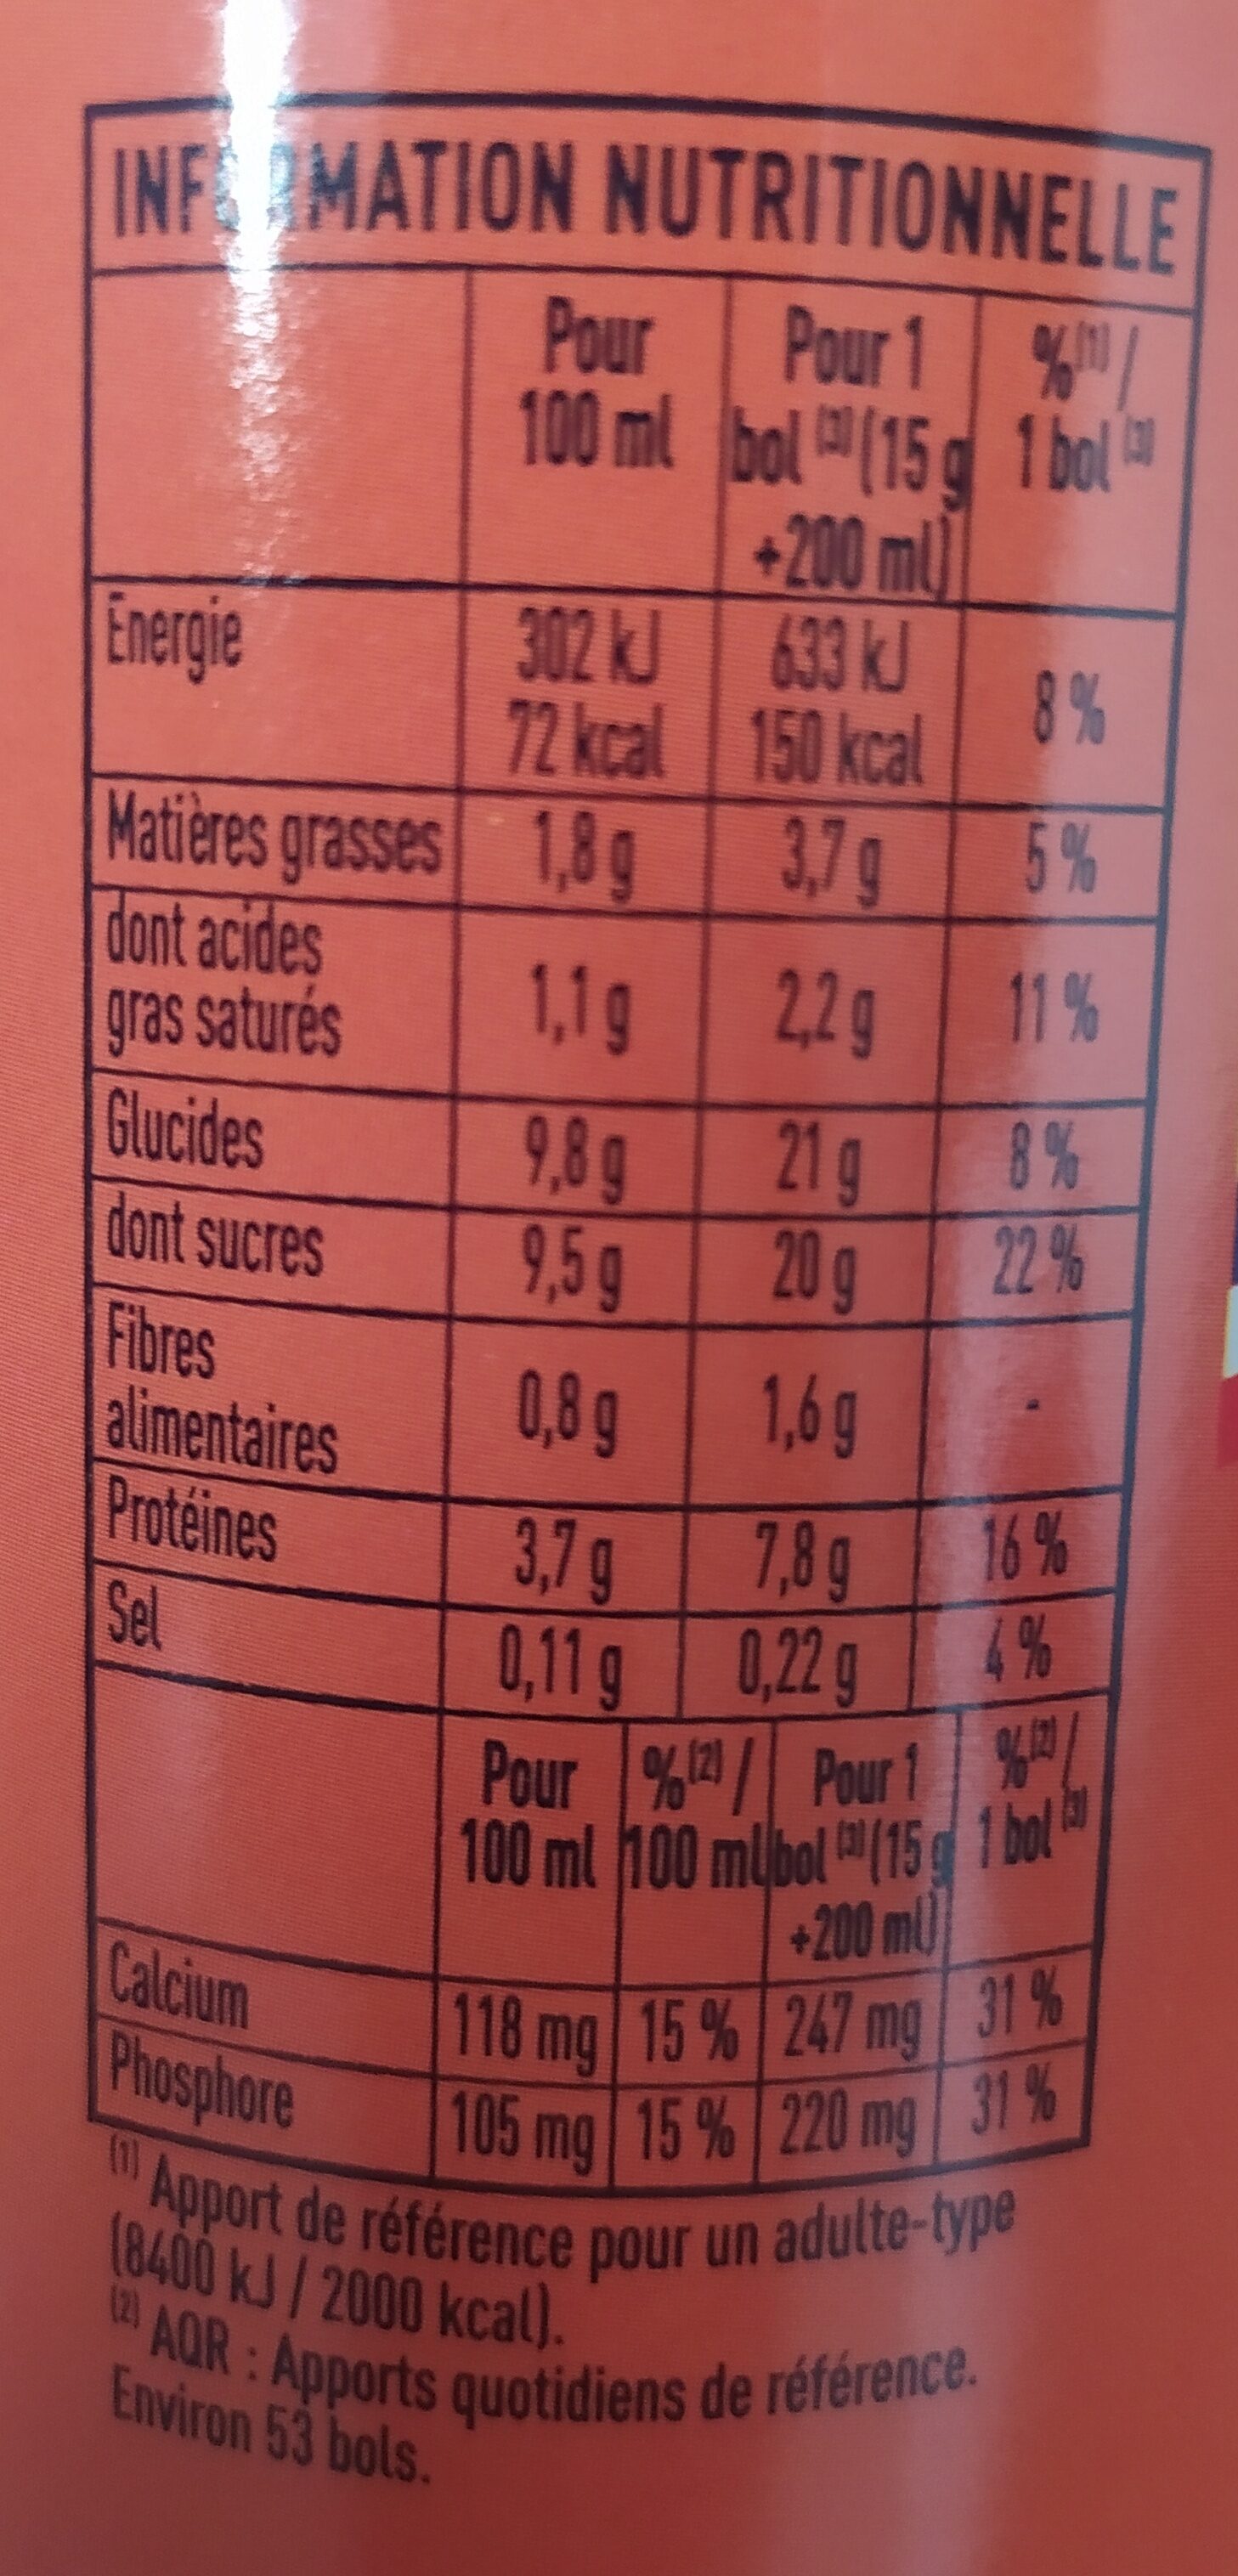 INFORMATION NUTRITIONNELLE
Pour 100 ml | Pour 1 bol (3) (15 g +200 ml) | % (1) / 1 bol (3)
Energie | 302 kJ 72 kcal | 633 kJ 150 kcal | 8 %
Matières grasses | 1,8 g | 3,7 g | 5 %
dont acides gras saturés | 1,1 g | 2,2 g | 11 %
Glucides | 9,8 g | 21 g | 8 %
dont sucres | 9,5 g | 20 g | 22 %
Fibres alimentaires | 0,8 g | 1,6 g | -
Protéines | 3,7 g | 7,8 g | 16 %
Sel | 0,11 g | 0,22 g | 4 %
Pour 100 ml | % (2) / 100 ml | Pour 1 bol (3) (15 g +200 ml) | % (2) / 1 bol (3)
Calcium | 118 mg | 15 % | 247 mg | 31 %
Phosphore | 105 mg | 15 % | 220 mg | 31 %
(1) Apport de référence pour un adulte-type
(8400 kJ / 2000 kcal).
(2) AQR : Apports quotidiens de référence.
Environ 53 bols.